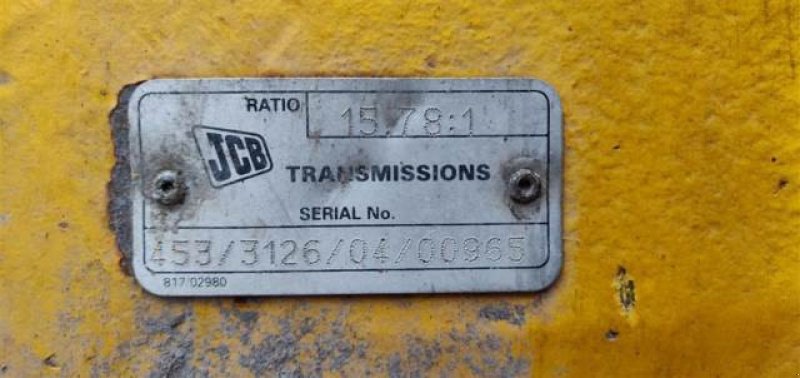 RATIO 15.78:1
JCB
TRANSMISSIONS
SERIAL No.
453/3126/04/00965
817/02980